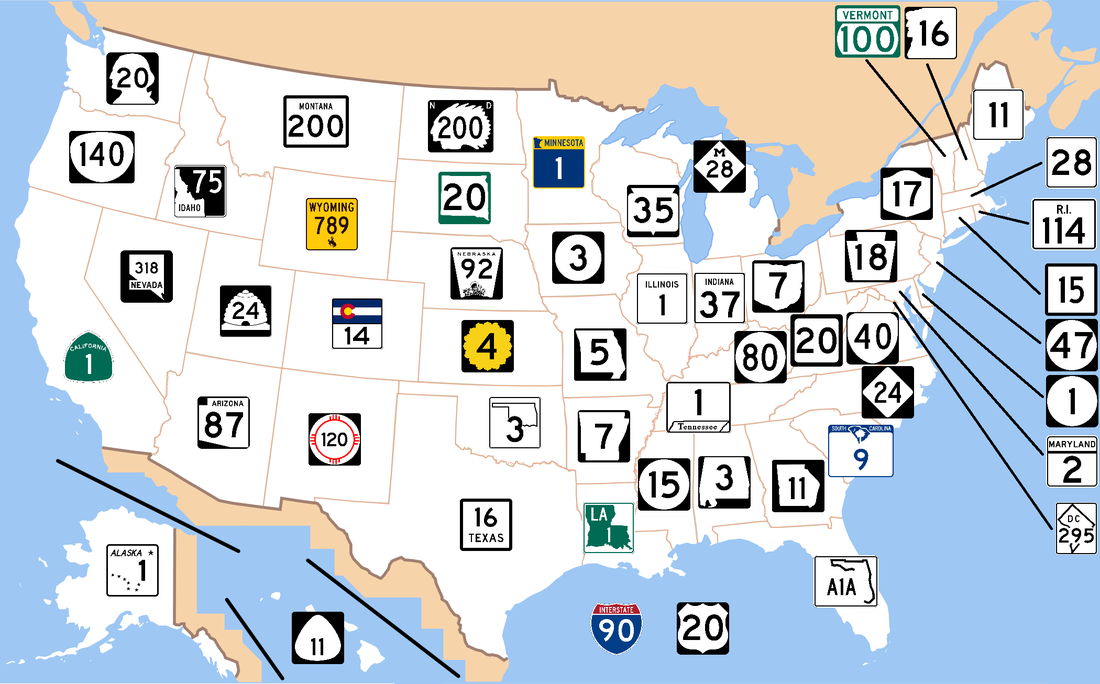 VERMONT
100
16
20
11
MONTANA
200
N D
200
MINNESOTA
1
140
M
28
28
75
IDAHO
17
20
WYOMING
789
35
R.I.
114
3
18
318
NEVADA
NEBRASKA
92
7
15
ILLINOIS
1
INDIANA
37
24
14
CALIFORNIA
1
4
5
80
20
40
47
24
1
ARIZONA
87
120
3
1
Tennessee
7
SOUTH CAROLINA
9
MARYLAND
2
15
3
11
16
TEXAS
LA
1
DC
295
ALASKA
1
A1A
11
INTERSTATE
90
20